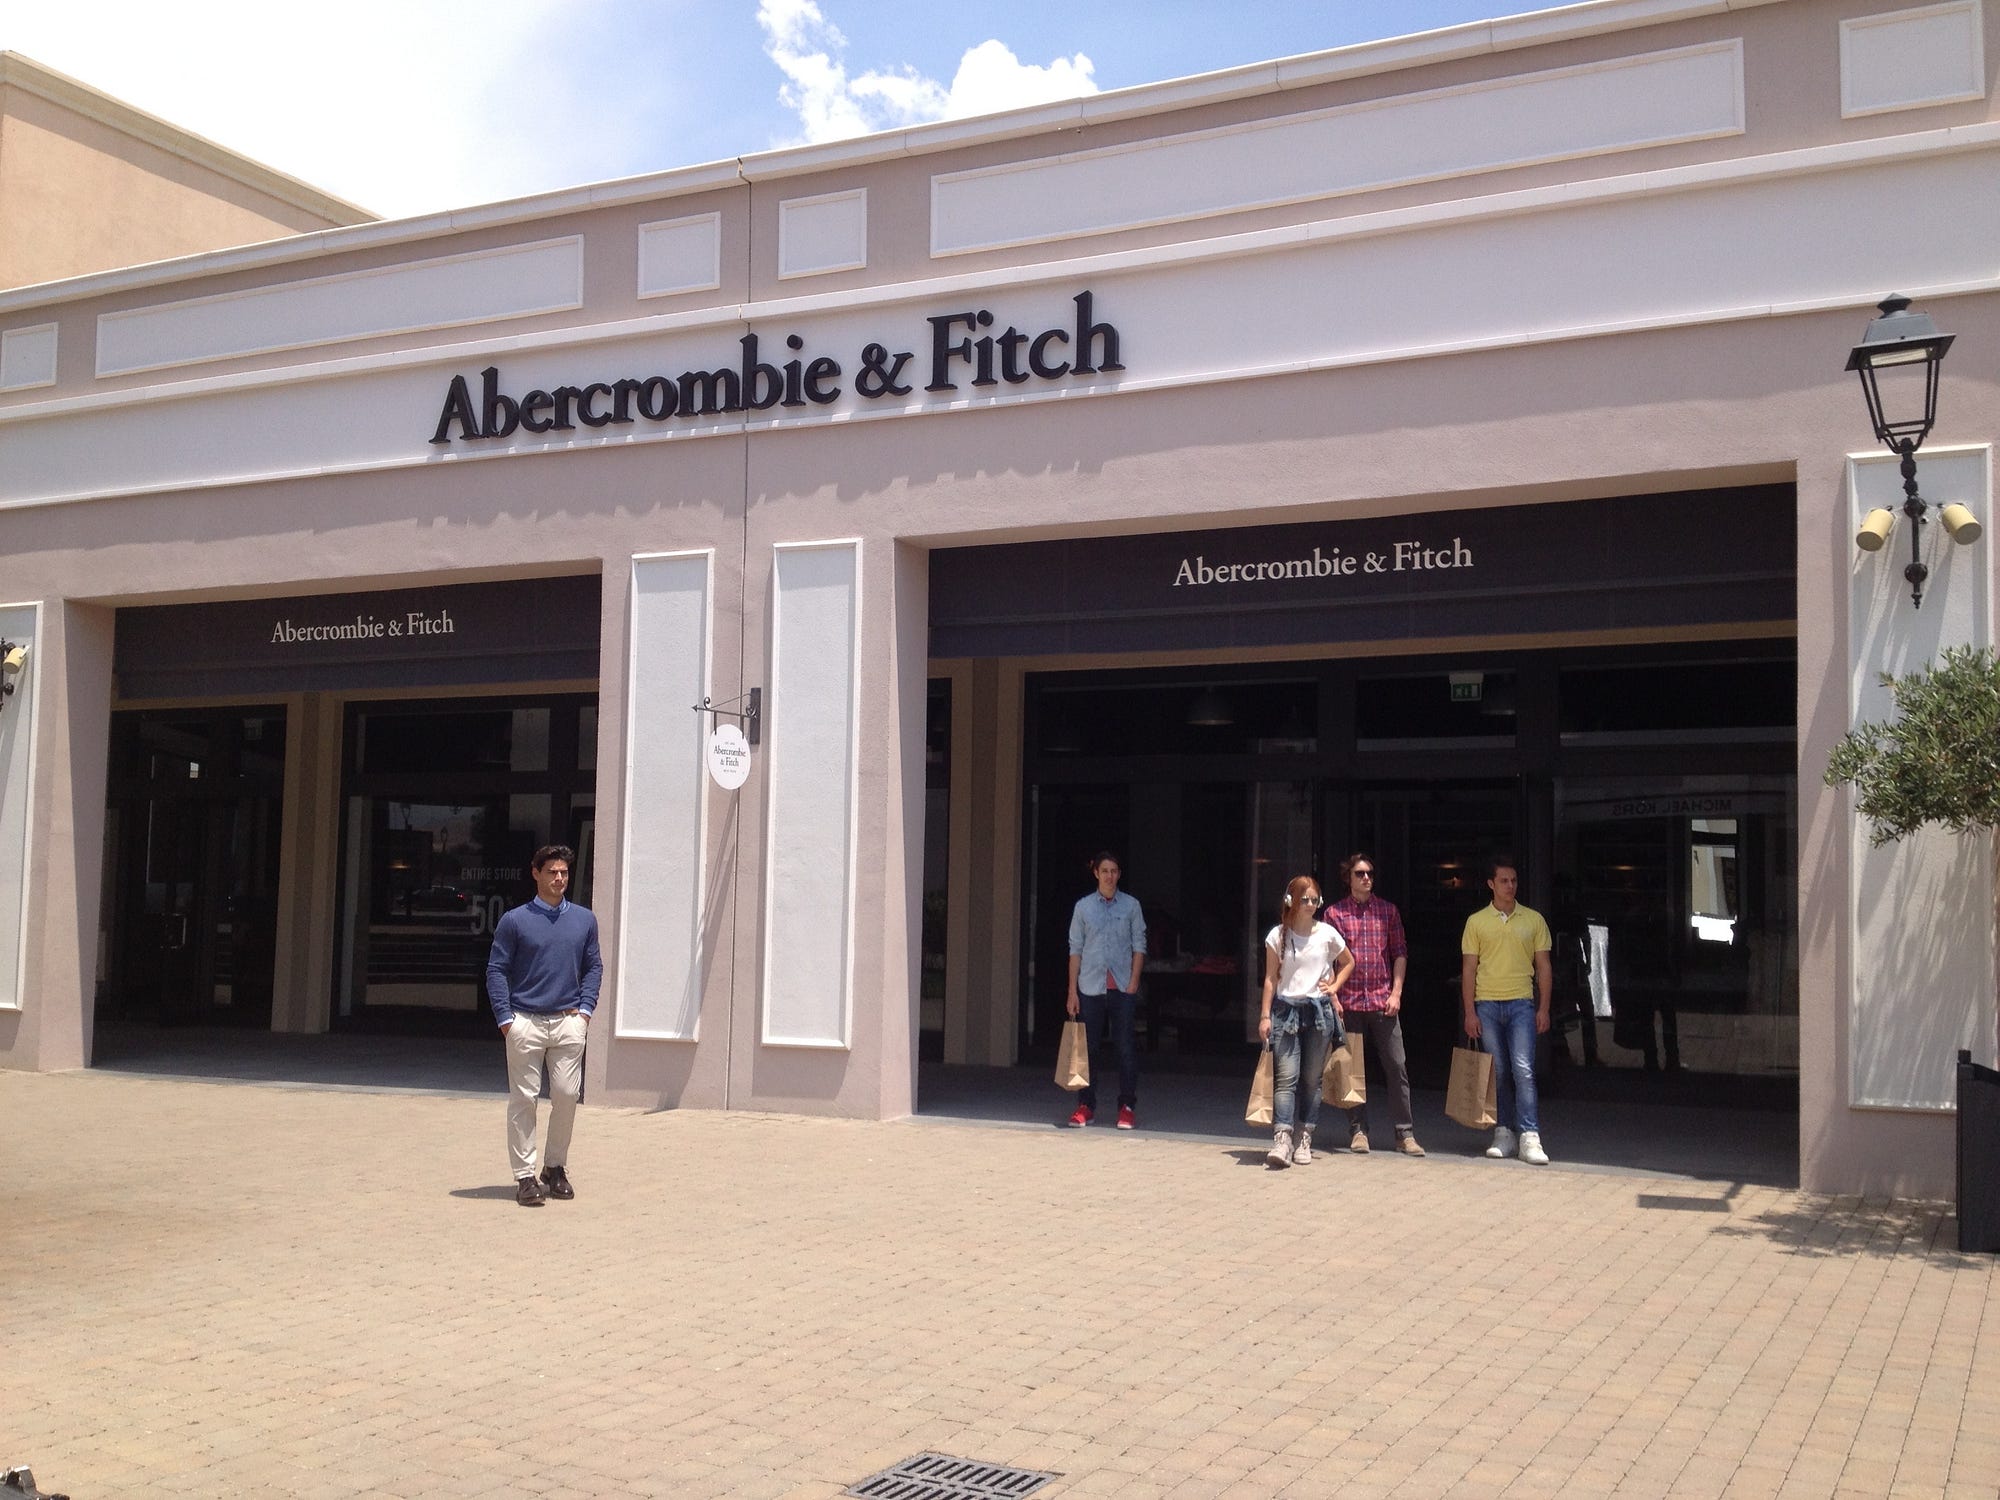 Abercrombie & Fitch
Abercrombie & Fitch
Abercrombie & Fitch
Abercrombie
& Fitch
ENTIRE STORE
50
MICHAEL KORS